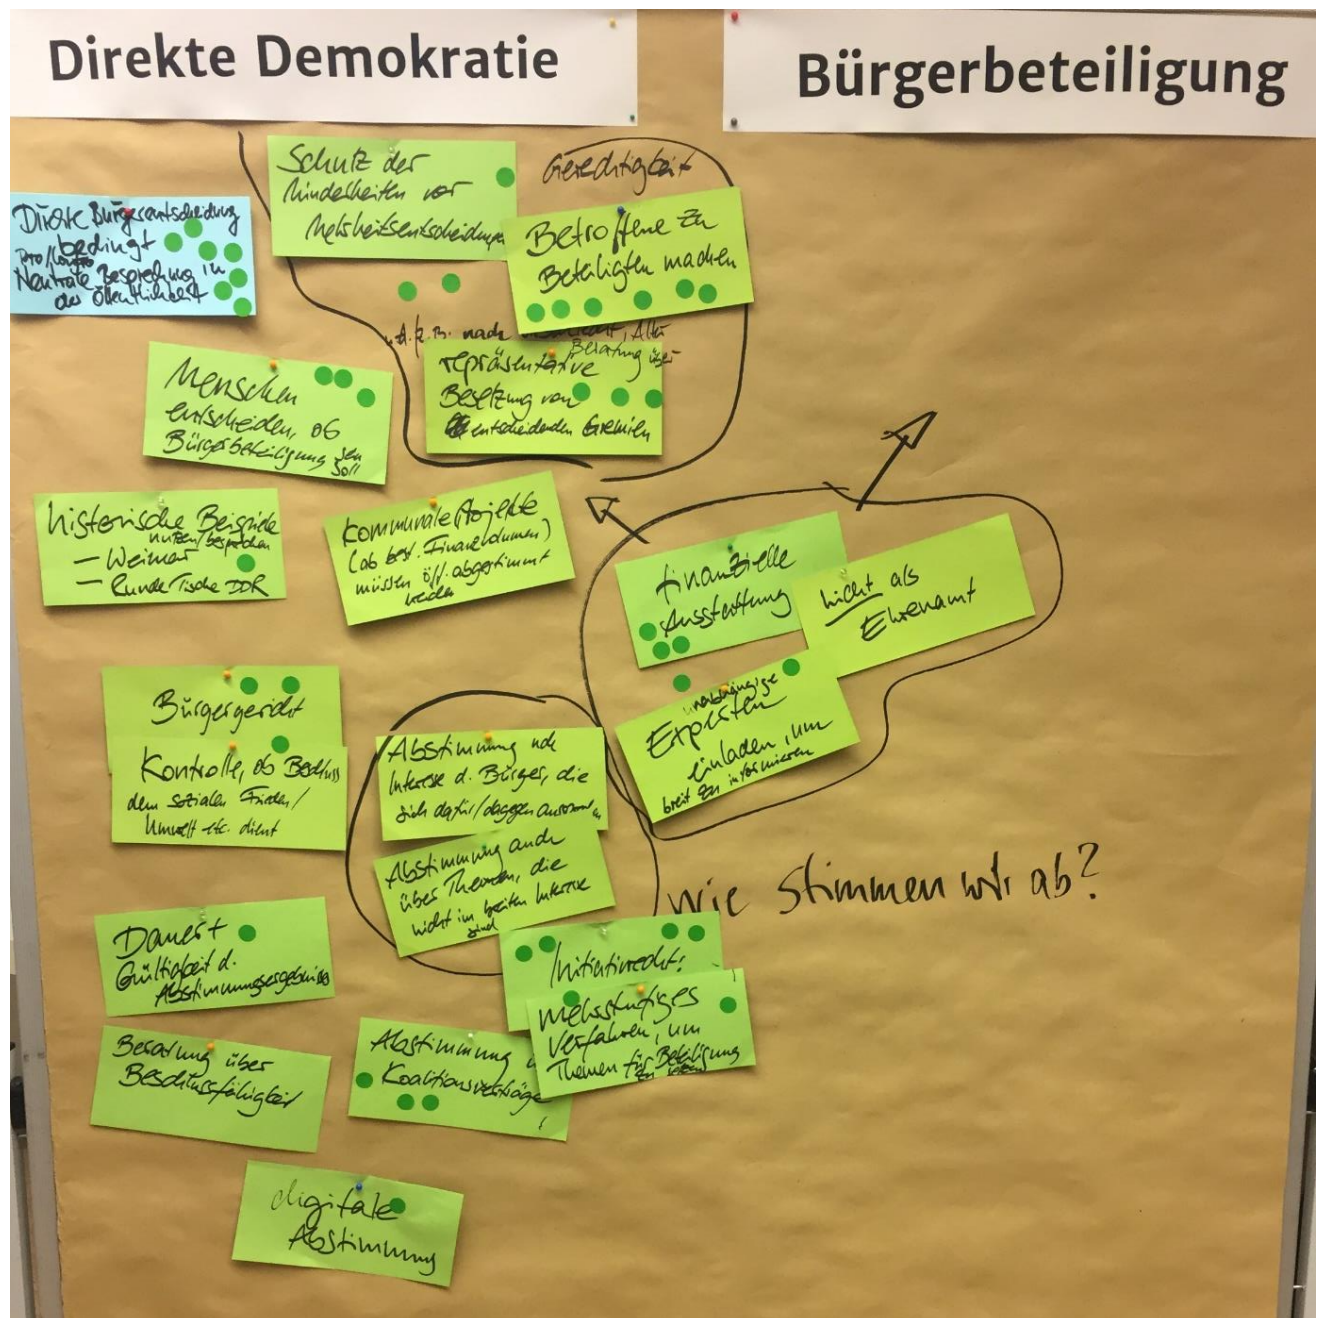 Direkte Demokratie
Bürgerbeteiligung
Schutz der
Minderheiten vor
Mehrheitsentscheidungen
Gerechtigkeit
Betroffene zu
Beteiligten machen
Direkte Bürgerentscheidung
bedingt
pro/contra
Neutrale Besprechung in
der Öffentlichkeit
z.B. nach
Alter
Beratung über
repräsentative
Besetzung von
entscheidenden Gremien
Menschen
entscheiden, ob
Bürgerbeteiligung sein
soll
historische Beispiele
nutzen/besprechen
- Weimar
- Runde Tische DDR
Kommunale Projekte
(ab best. Finanzvolumen)
müssen öff. abgestimmt
werden
finanzielle
Ausstattung
nicht als
Ehrenamt
unabhängige
Experten
einladen, um
breit zu informieren
Bürgergericht
Kontrolle, ob Beschluss
dem sozialen Frieden/
Umwelt etc. dient
Abstimmung nach
Interesse d. Bürger, die
sich dafür/dagegen
Abstimmung auch
über Themen, die
nicht im breiten Interesse
sind
Wie stimmen wir ab?
Dauer +
Gültigkeit d.
Abstimmungsergebnisse
Initiativrecht:
mehrstufiges
Verfahren, um
Themen für Beteiligung
zu
Beratung über
Beschlussfähigkeit
Abstimmung
Koalitionsverträge
digitale
Abstimmung